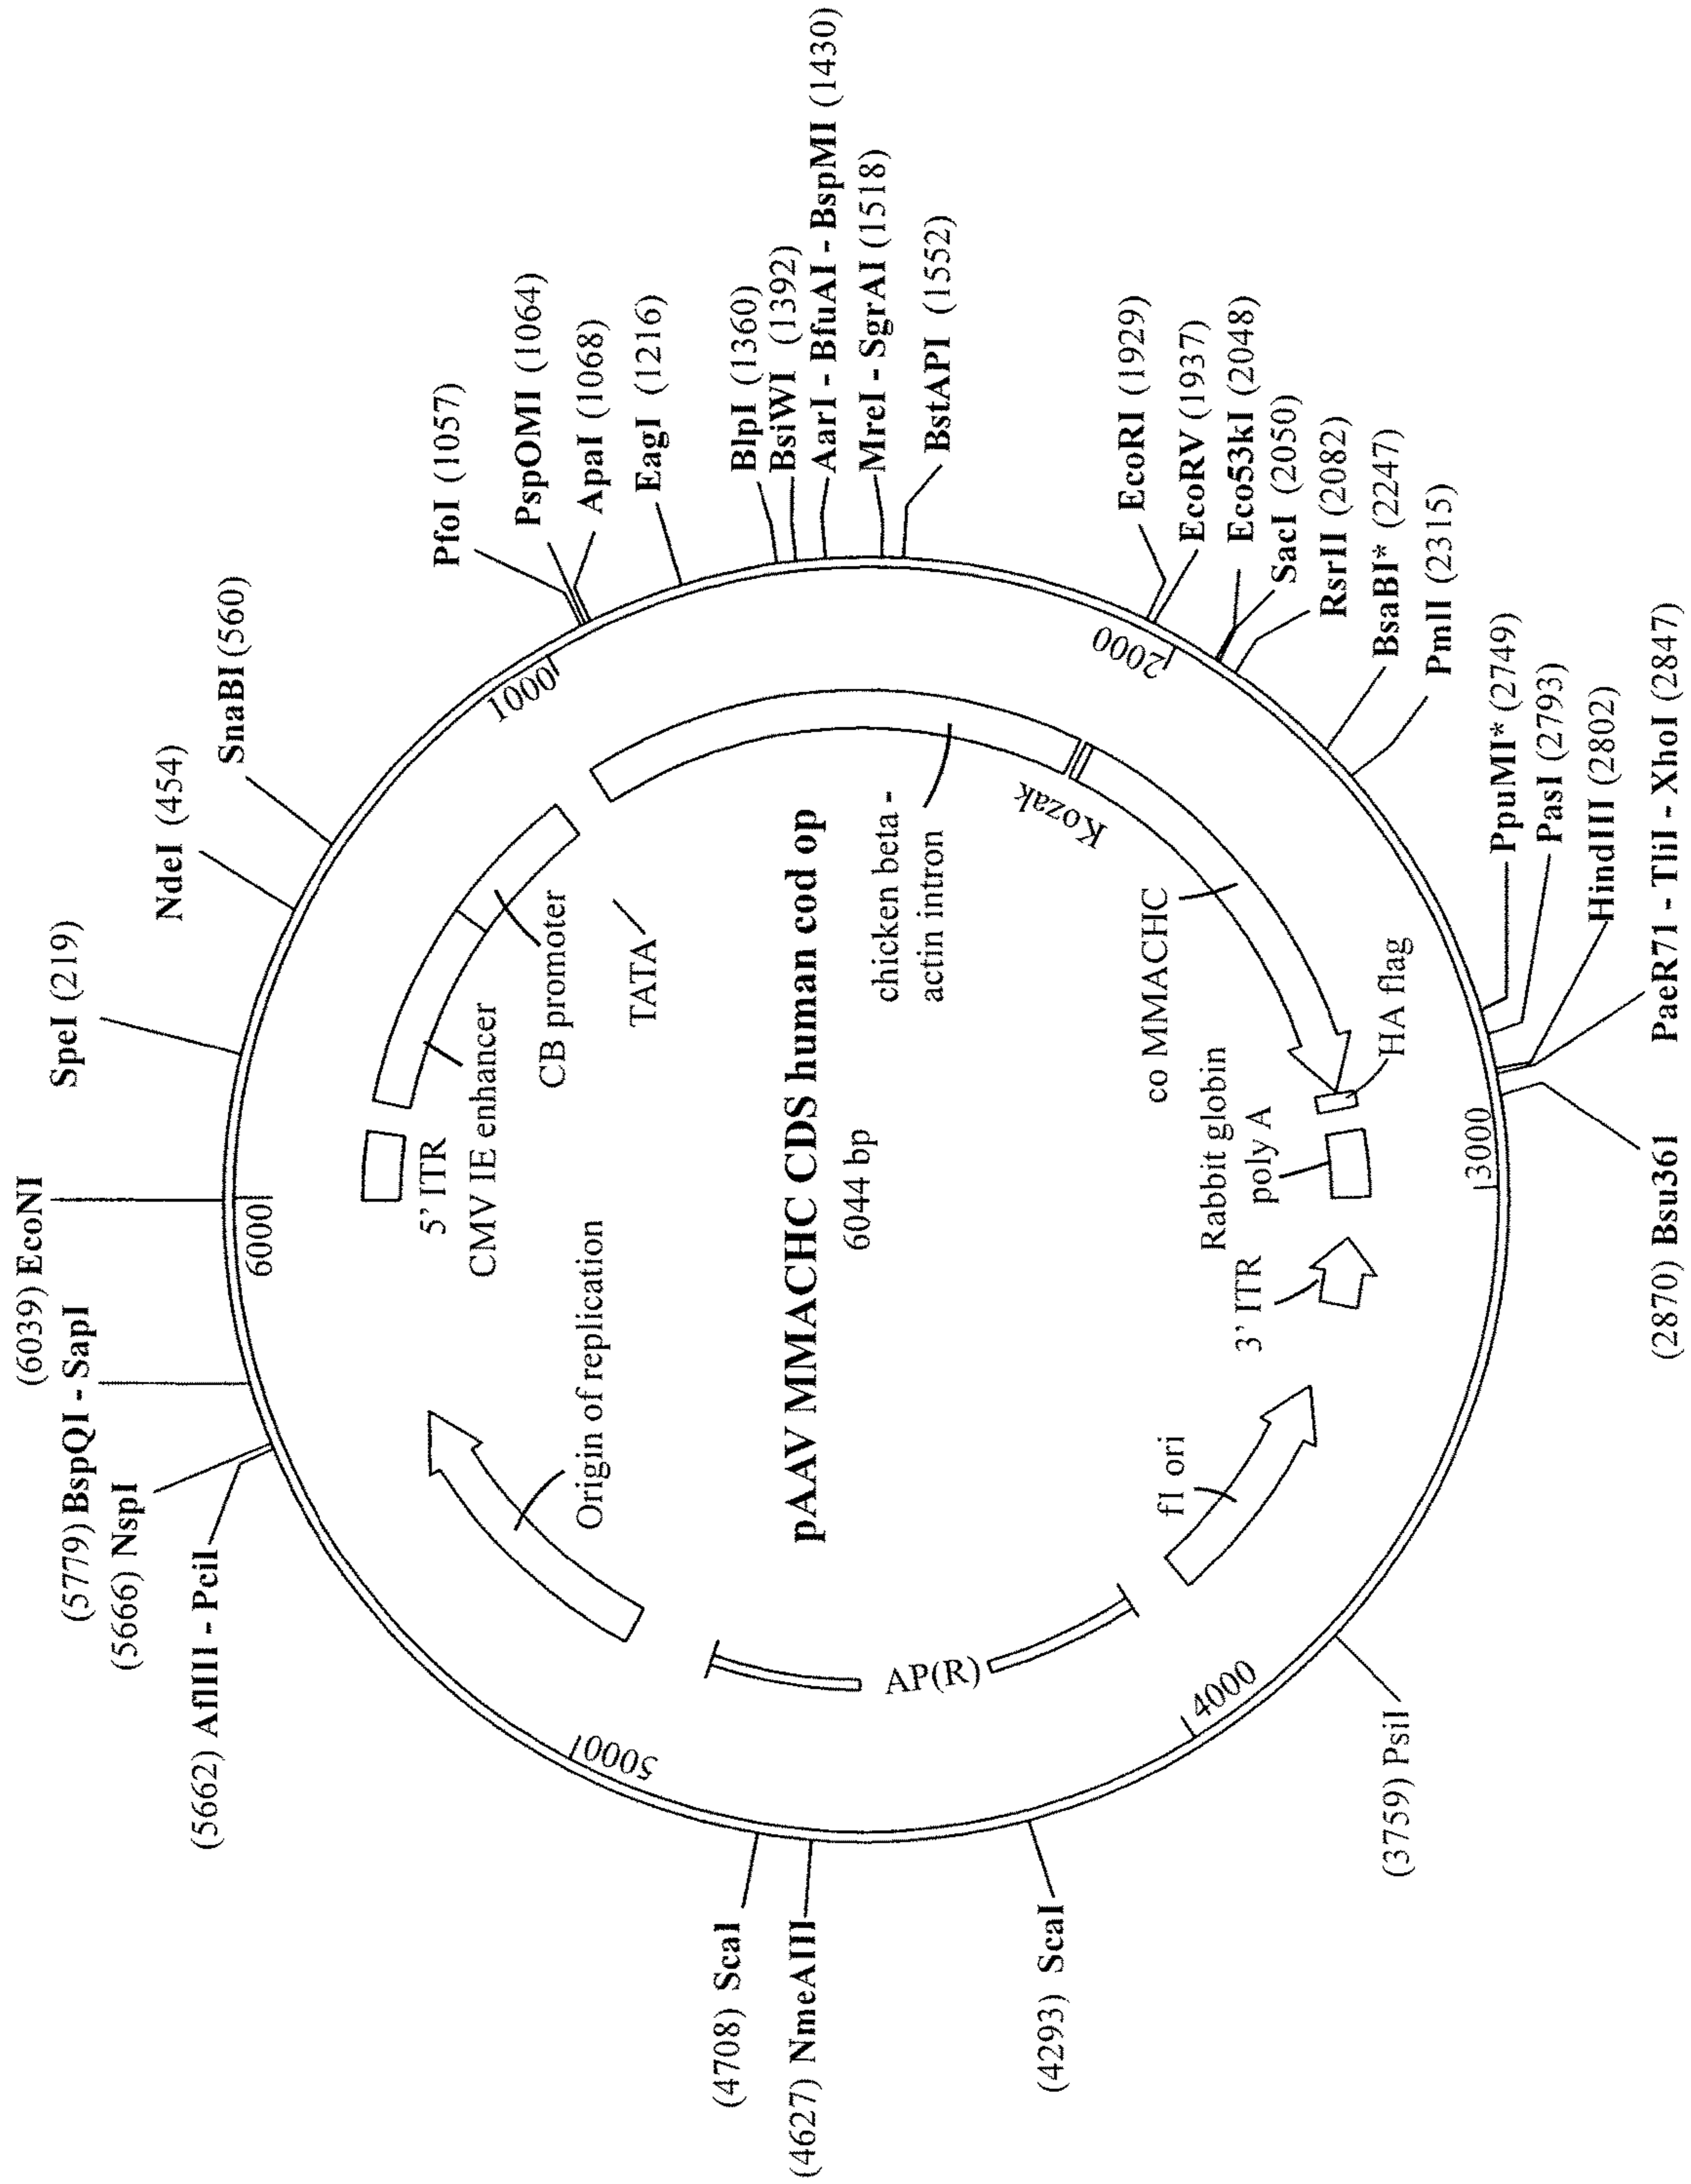 (6039) EcoNI
(5779) BspQI - SapI
(5666) NspI
(5662) AflIII - PciI
SpeI (219)
NdeI (454)
SnaBI (560)
PfoI (1057)
PspOMI (1064)
ApaI (1068)
EagI (1216)
BlpI (1360)
BsiWI (1392)
AarI - BfuAI - BspMI (1430)
MreI - SgrAI (1518)
BstAPI (1552)
EcoRI (1929)
EcoRV (1937)
Eco53kI (2048)
SacI (2050)
RsrII (2082)
BsaBI* (2247)
PmlI (2315)
PpuMI* (2749)
PasI (2793)
HindIII (2802)
PaeR71 - TliI - XhoI (2847)
(2870) Bsu361
(3759) PsiI
(4293) ScaI
(4627) NmeAIII
(4708) ScaI
6000
1000
2000
3000
4000
5000
5' ITR
CMV IE enhancer
CB promoter
TATA
chicken beta -
actin intron
Kozak
co MMACHC
HA flag
Rabbit globin
poly A
3' ITR
fI ori
AP(R)
Origin of replication
pAAV MMACHC CDS human cod op
6044 bp